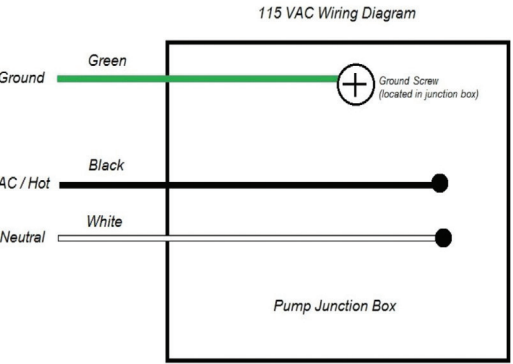 115 VAC Wiring Diagram
Green
Ground
Ground Screw
(located in junction box)
Black
AC / Hot
White
Neutral
Pump Junction Box